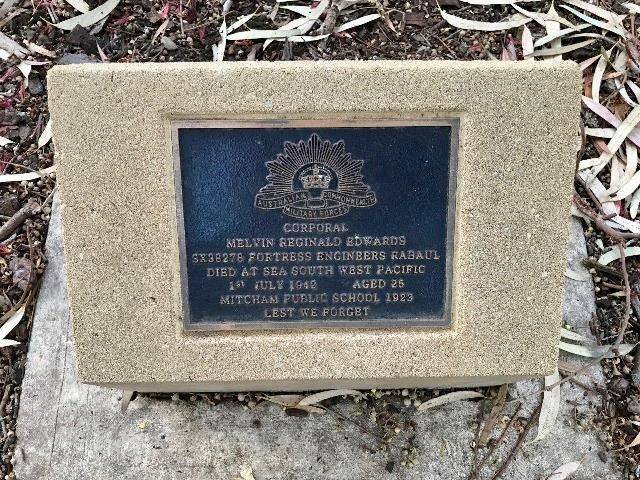 AUSTRALIAN COMMONWEALTH
MILITARY FORCES
CORPORAL
MELVIN REGINALD EDWARDS
SX38278 FORTRESS ENGINEERS RABAUL
DIED AT SEA SOUTH WEST PACIFIC
1ST JULY 1942 AGED 25
MITCHAM PUBLIC SCHOOL 1923
LEST WE FORGET